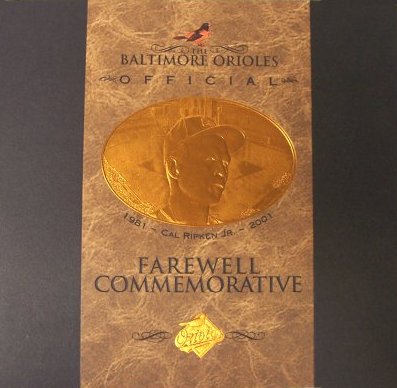 THE
BALTIMORE ORIOLES
OFFICIAL
1981 ~ CAL RIPKEN JR. ~ 2001
FAREWELL
COMMEMORATIVE
Orioles